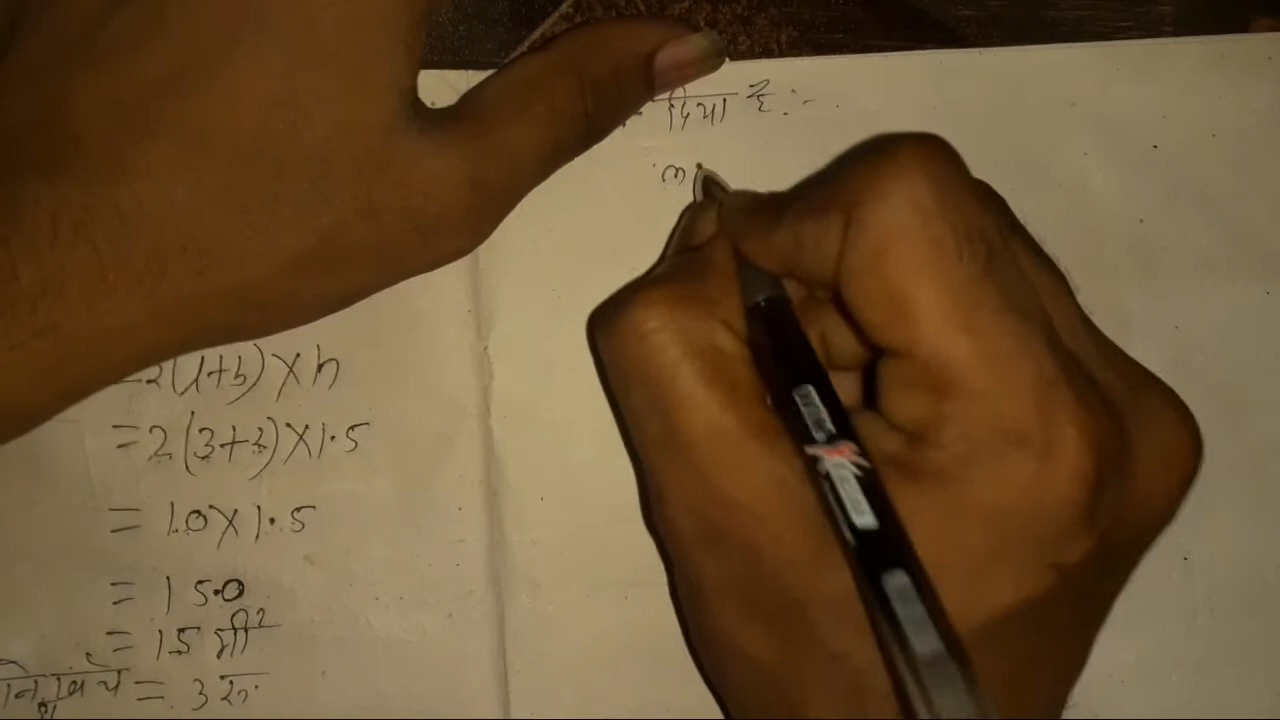 दिया है:-
2(l+b)×h
=2(3+2)×1.5
= 10×1.5
= 15.0
= 15 मी²
= 3 रु.